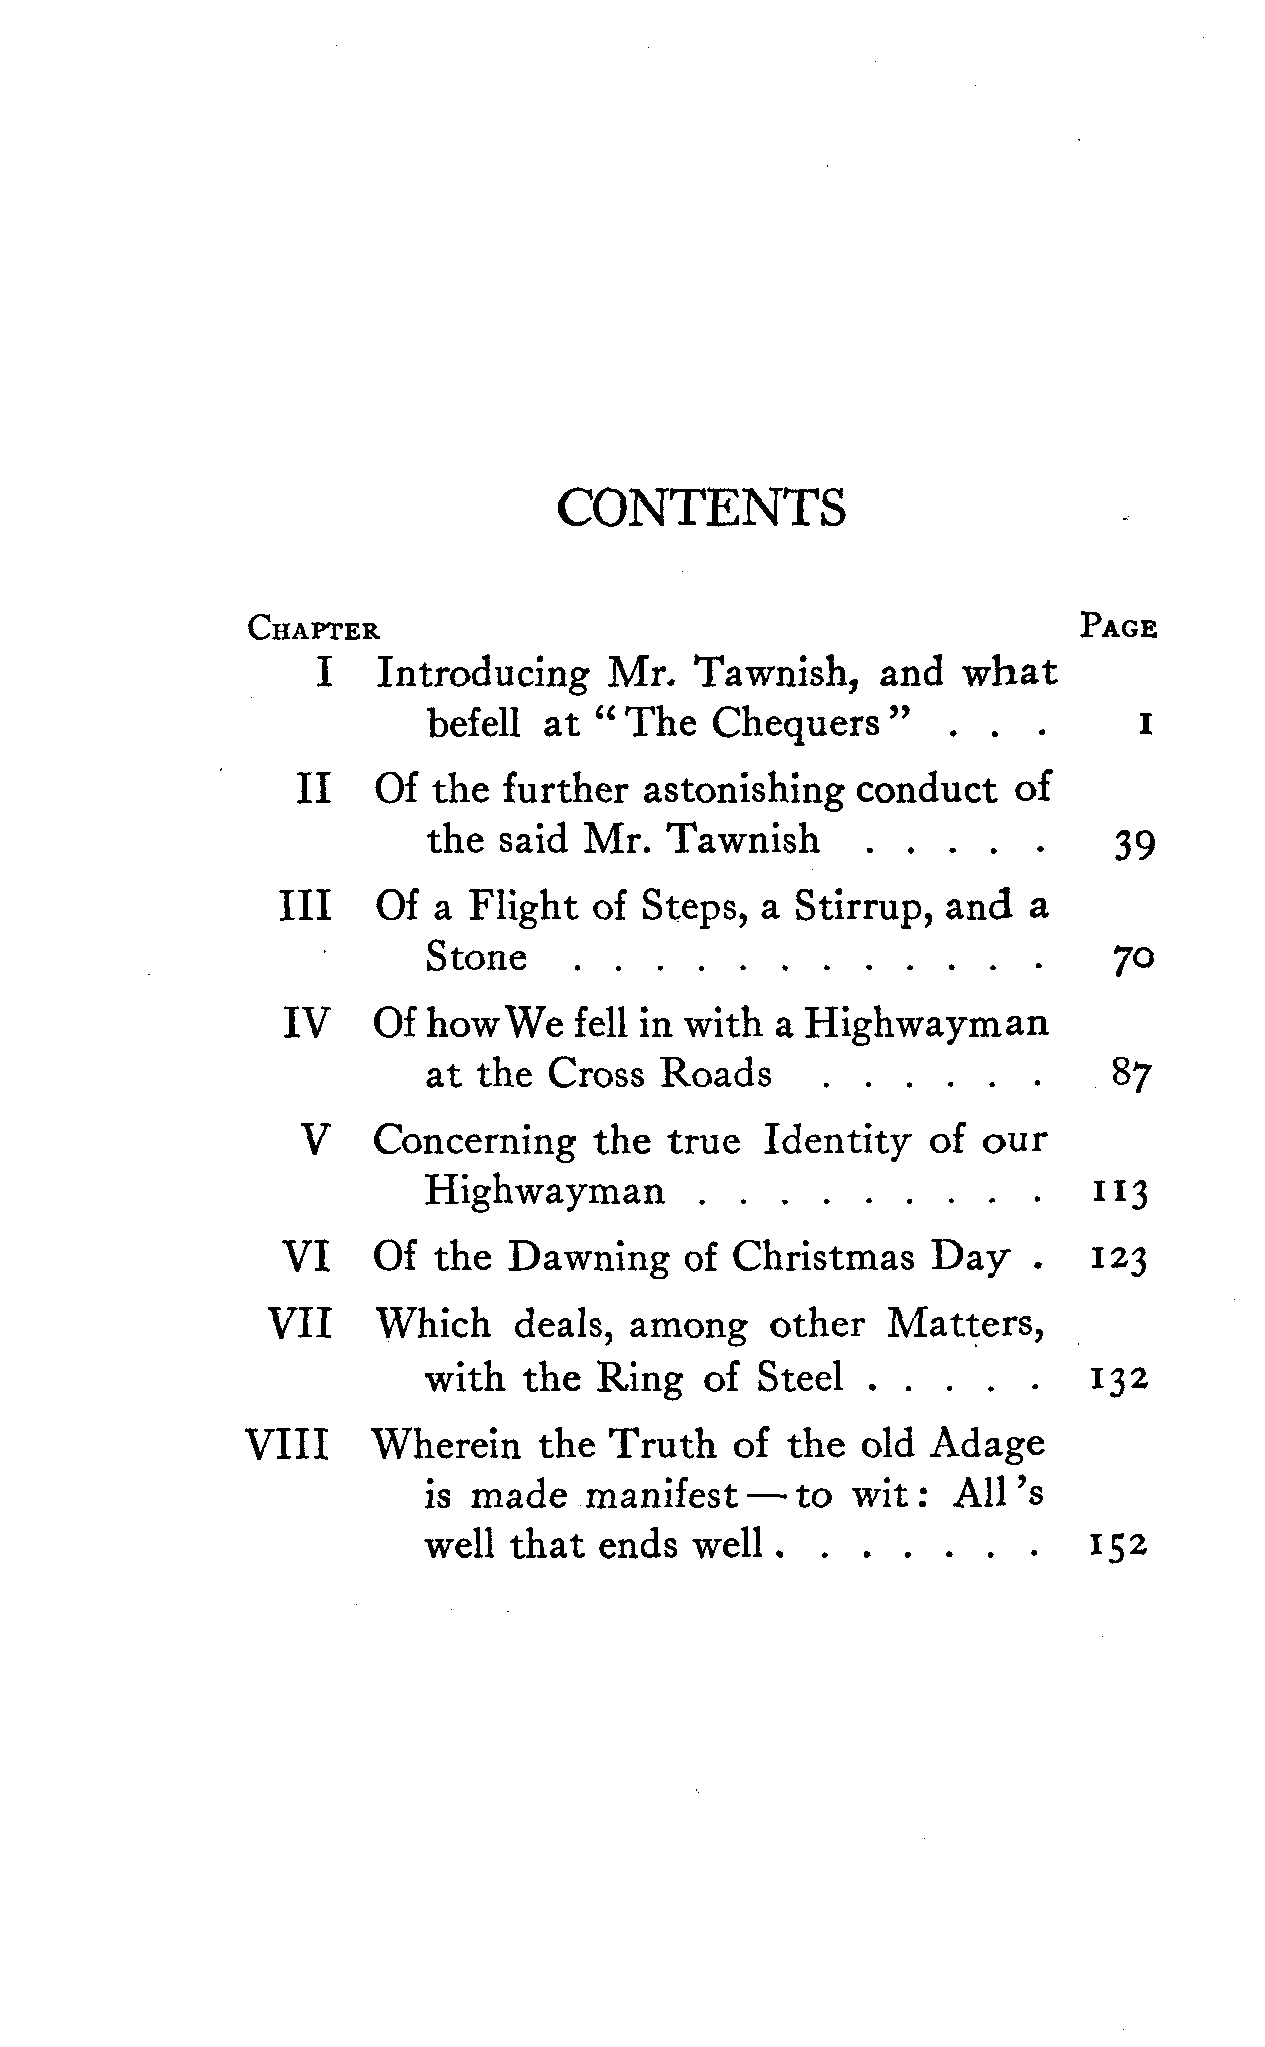 CONTENTS
CHAPTER PAGE
I Introducing Mr. Tawnish, and what
befell at "The Chequers" . . . 1
II Of the further astonishing conduct of
the said Mr. Tawnish . . . . . 39
III Of a Flight of Steps, a Stirrup, and a
Stone . . . . . . . . . . . . 70
IV Of how We fell in with a Highwayman
at the Cross Roads . . . . . . 87
V Concerning the true Identity of our
Highwayman . . . . . . . . . 113
VI Of the Dawning of Christmas Day . 123
VII Which deals, among other Matters,
with the Ring of Steel . . . . . 132
VIII Wherein the Truth of the old Adage
is made manifest — to wit: All's
well that ends well . . . . . . . 152